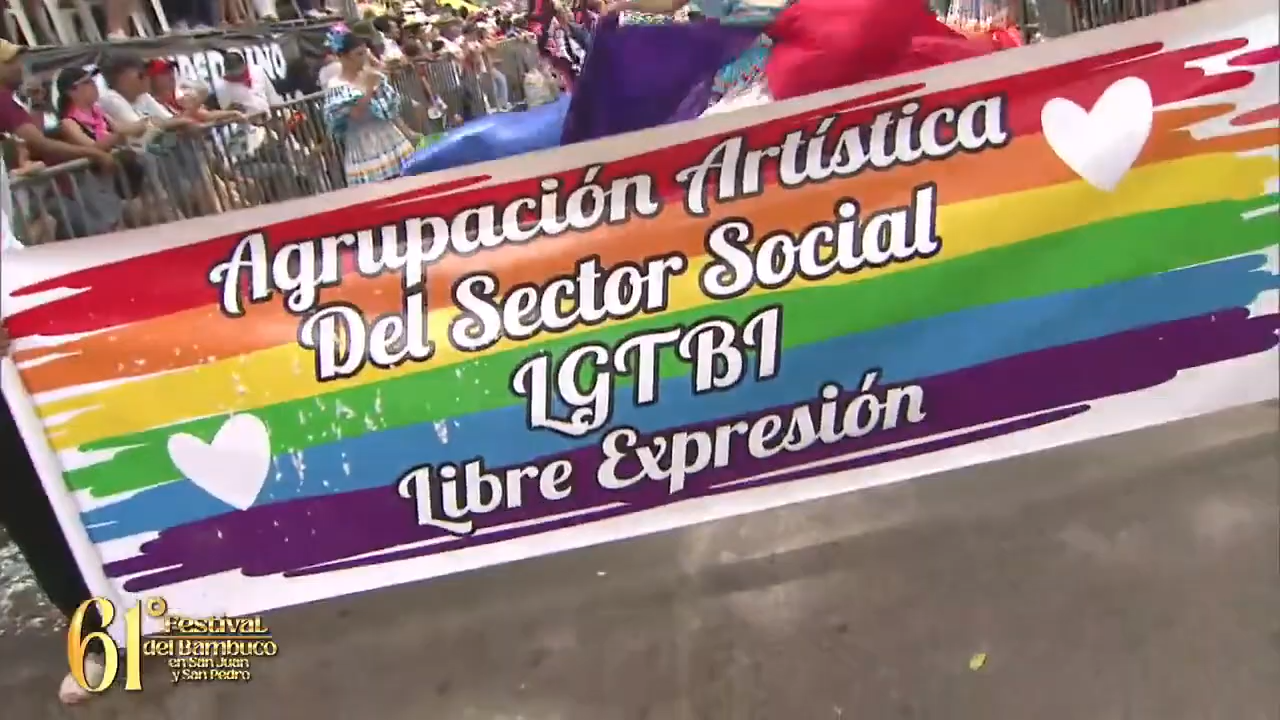 Agrupación Artística
Del Sector Social
LGTBI
Libre Expresión
61°
Festival
del Bambuco
en San Juan
y San Pedro